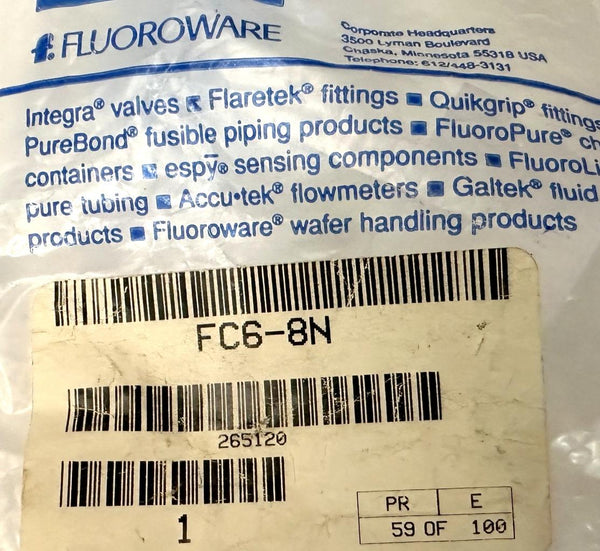 FLUOROWARE
Corporate Headquarters
3500 Lyman Boulevard
Chaska, Minnesota 55318 USA
Telephone: 612/448-3131
Integra® valves ■ Flaretek® fittings ■ Quikgrip® fittings
PureBond® fusible piping products ■ FluoroPure® ch
containers ■ espy® sensing components ■ FluoroLi
pure tubing ■ Accu•tek® flowmeters ■ Galtek® fluid
products ■ Fluoroware® wafer handling products
FC6-8N
265120
1
PR E
59 OF 100